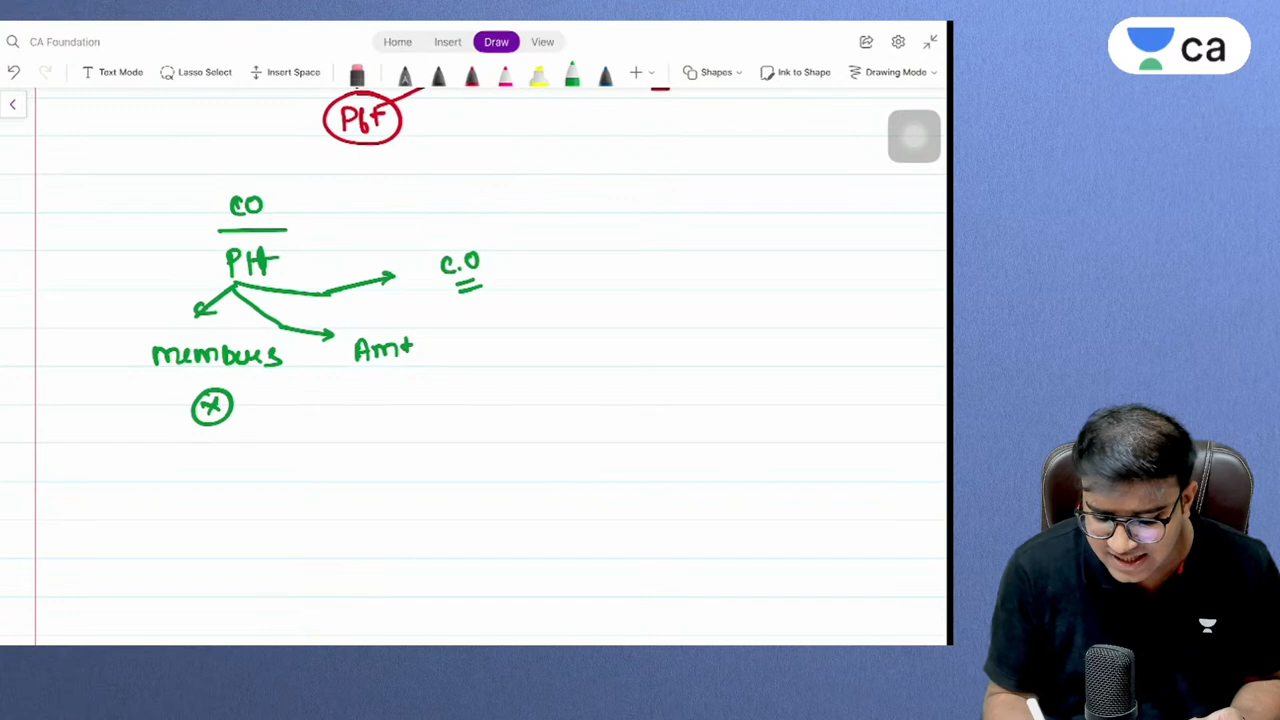 CA Foundation
Home Insert Draw View
ca
Text Mode Lasso Select Insert Space Shapes Ink to Shape Drawing Mode
CO
C.O
members Amt